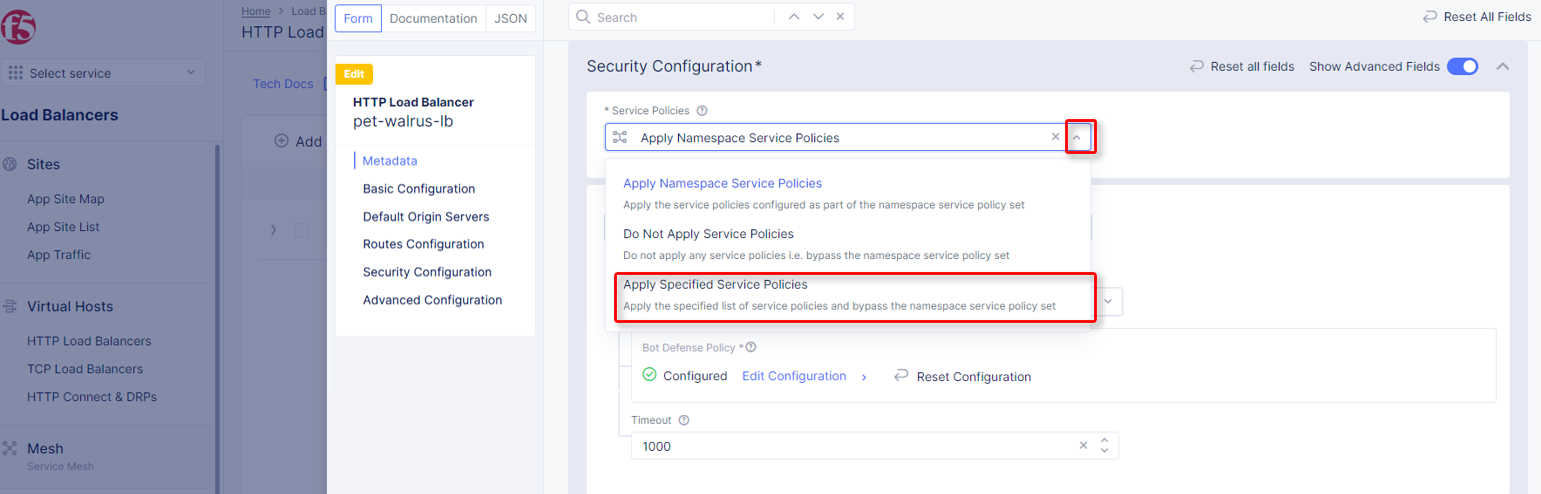 f5
Select service
Load Balancers
Sites
App Site Map
App Site List
App Traffic
Virtual Hosts
HTTP Load Balancers
TCP Load Balancers
HTTP Connect & DRPs
Mesh
Service Mesh
Home > Load B
HTTP Load
Tech Docs
Add
Form Documentation JSON
Edit
HTTP Load Balancer
pet-walrus-lb
Metadata
Basic Configuration
Default Origin Servers
Routes Configuration
Security Configuration
Advanced Configuration
Search
Reset All Fields
Security Configuration*
Reset all fields Show Advanced Fields
* Service Policies
Apply Namespace Service Policies
Apply Namespace Service Policies
Apply the service policies configured as part of the namespace service policy set
Do Not Apply Service Policies
Do not apply any service policies i.e. bypass the namespace service policy set
Apply Specified Service Policies
Apply the specified list of service policies and bypass the namespace service policy set
Bot Defense Policy *
Configured Edit Configuration > Reset Configuration
Timeout
1000